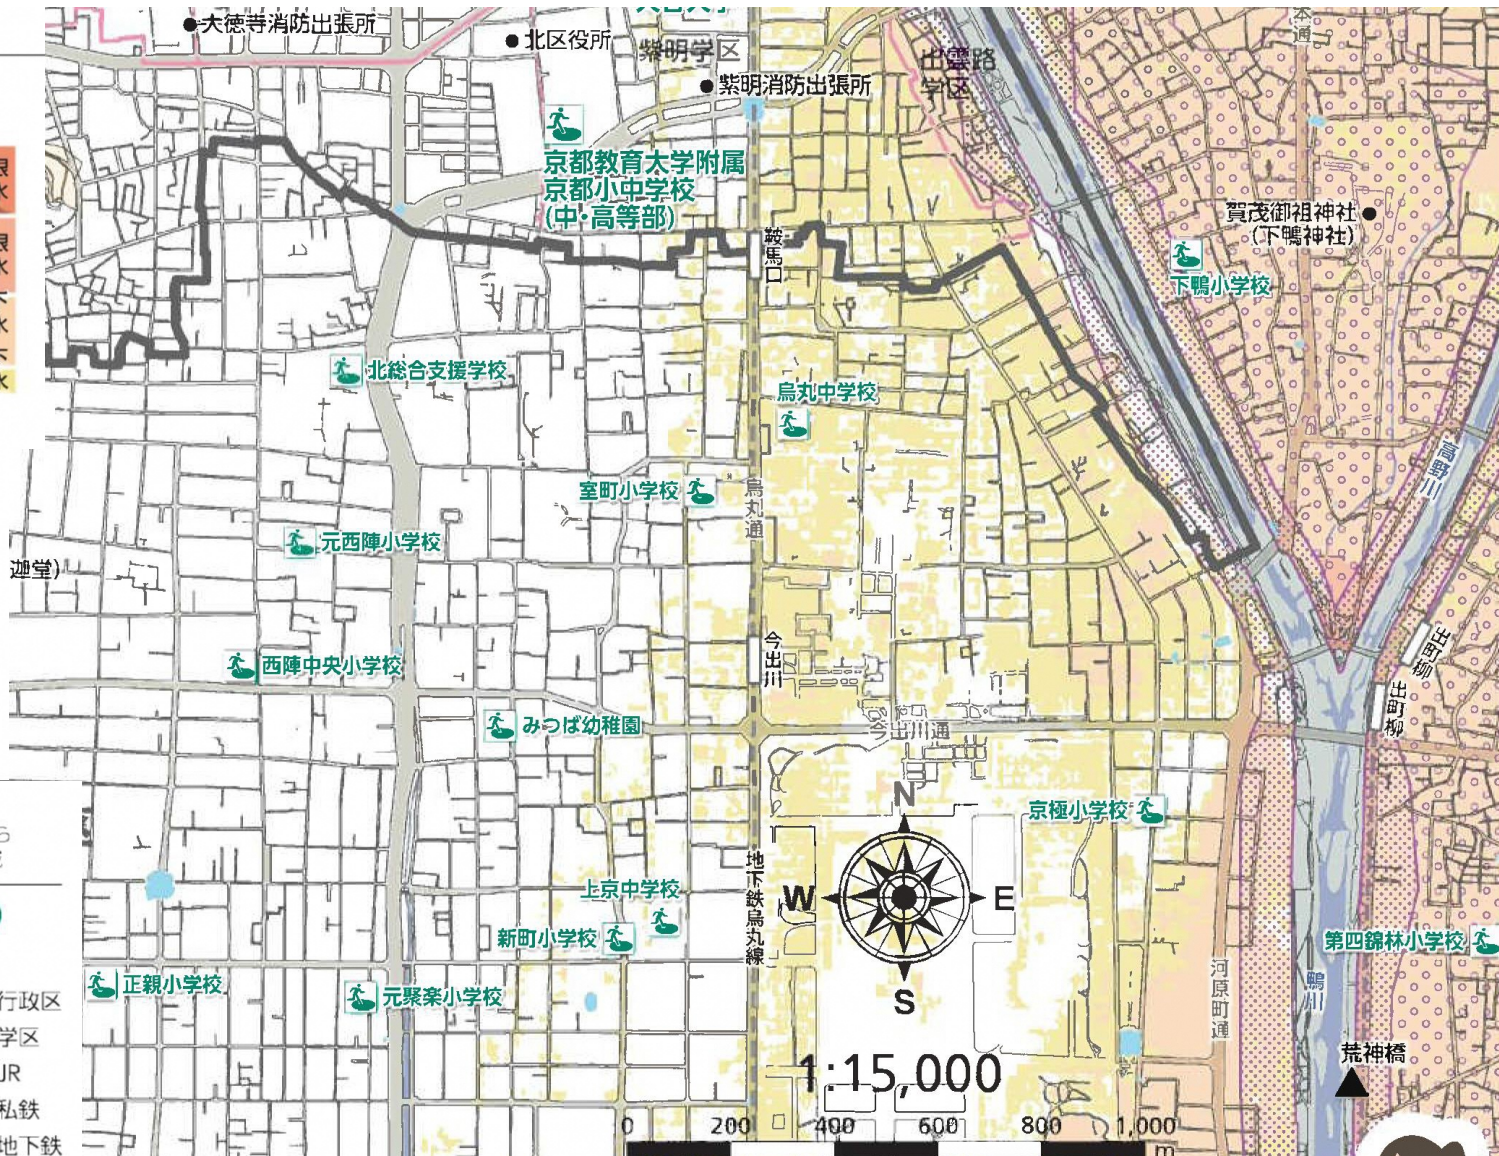 大徳寺消防出張所
北区役所
紫明学区
紫明消防出張所
出雲路
学区
京都教育大学附属
京都小中学校
(中・高等部)
鞍馬口
賀茂御祖神社
(下鴨神社)
下鴨小学校
北総合支援学校
烏丸中学校
高野川
室町小学校
烏丸通
元西陣小学校
迦堂)
今出川
西陣中央小学校
出町柳
出町柳
みつば幼稚園
今出川通
N
京極小学校
地下鉄烏丸線
上京中学校
W
E
新町小学校
第四錦林小学校
正親小学校
元聚楽小学校
S
河原町通
鴨川
行政区
学区
JR
私鉄
地下鉄
荒神橋
1:15,000
0 200 400 600 800 1,000
m